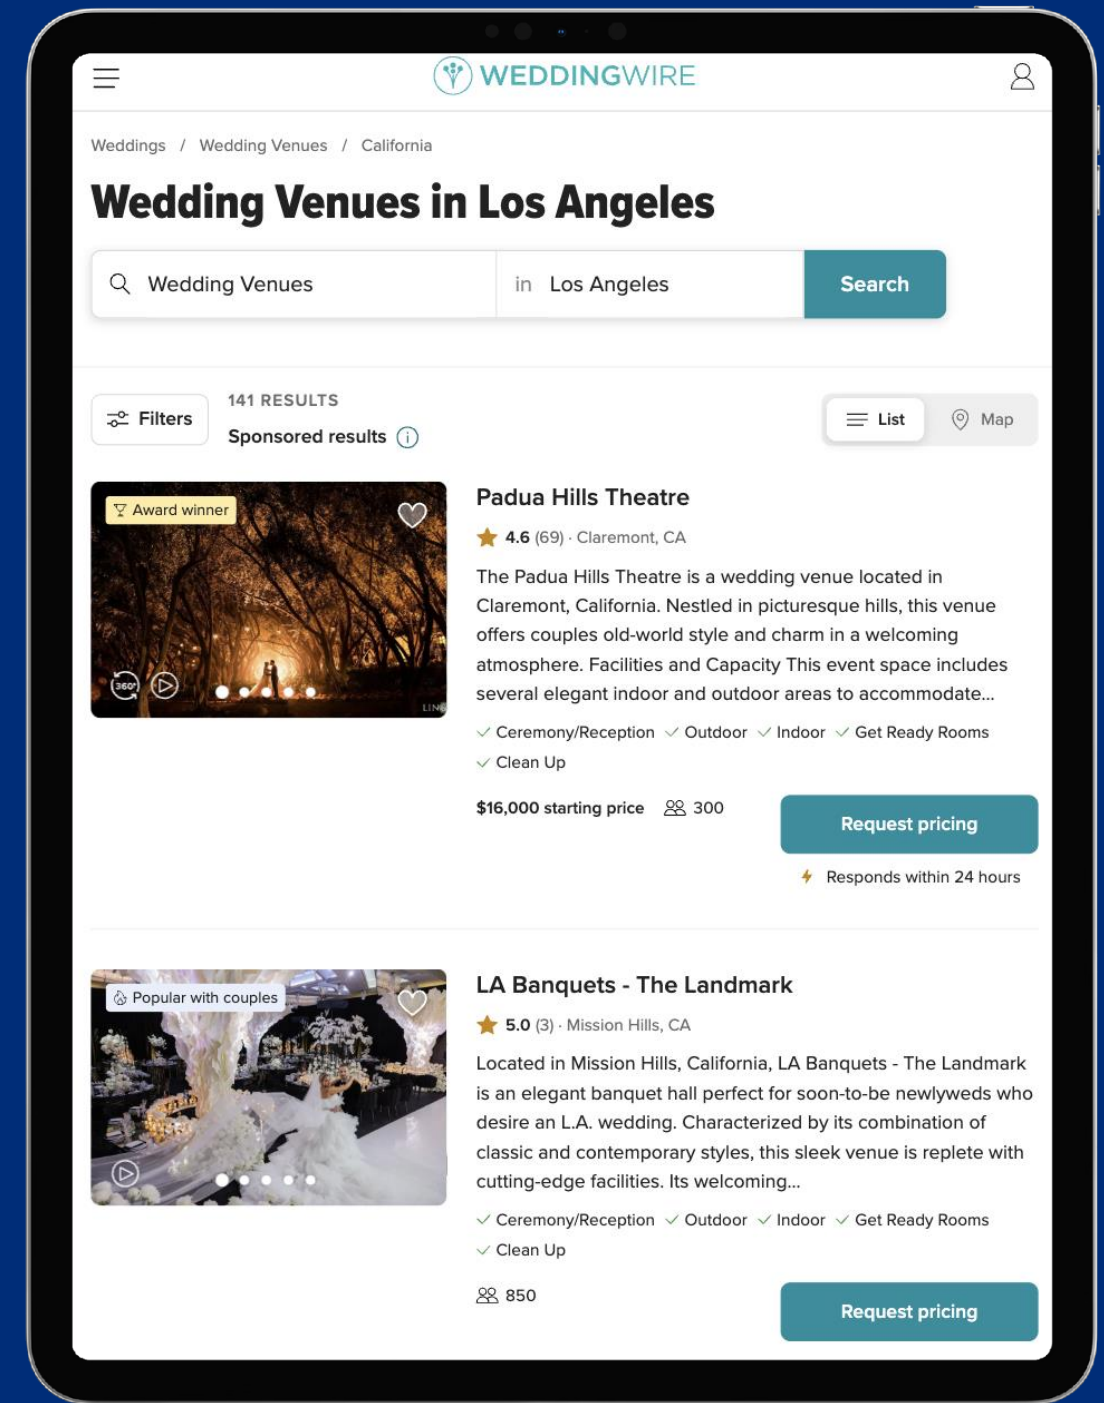 WEDDINGWIRE
Weddings / Wedding Venues / California
Wedding Venues in Los Angeles
Wedding Venues
in Los Angeles
Search
Filters
141 RESULTS
Sponsored results
List
Map
Award winner
360°
Padua Hills Theatre
4.6 (69) · Claremont, CA
The Padua Hills Theatre is a wedding venue located in
Claremont, California. Nestled in picturesque hills, this venue
offers couples old-world style and charm in a welcoming
atmosphere. Facilities and Capacity This event space includes
several elegant indoor and outdoor areas to accommodate...
Ceremony/Reception Outdoor Indoor Get Ready Rooms
Clean Up
$16,000 starting price 300
Request pricing
Responds within 24 hours
Popular with couples
LA Banquets - The Landmark
5.0 (3) · Mission Hills, CA
Located in Mission Hills, California, LA Banquets - The Landmark
is an elegant banquet hall perfect for soon-to-be newlyweds who
desire an L.A. wedding. Characterized by its combination of
classic and contemporary styles, this sleek venue is replete with
cutting-edge facilities. Its welcoming...
Ceremony/Reception Outdoor Indoor Get Ready Rooms
Clean Up
850
Request pricing